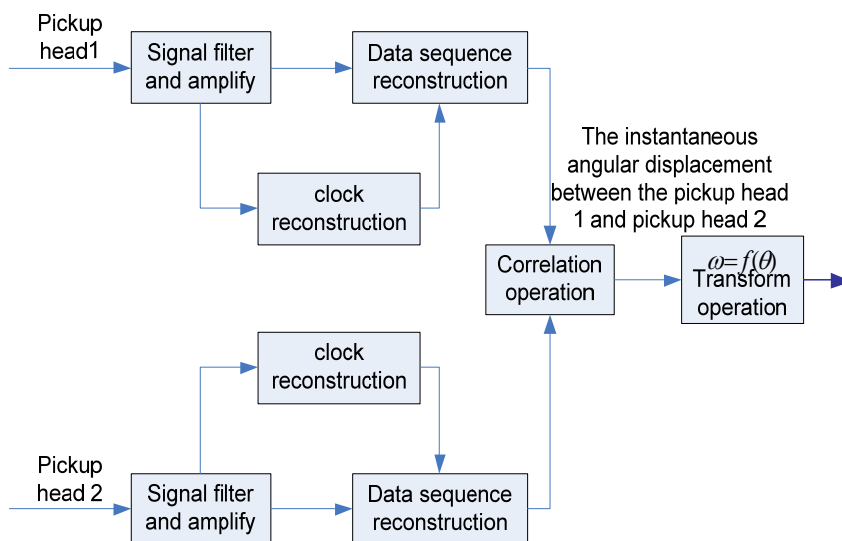 Pickup
head1
Signal filter
and amplify
Data sequence
reconstruction
clock
reconstruction
The instantaneous
angular displacement
between the pickup head
1 and pickup head 2
Correlation
operation
ω=f(θ)
Transform
operation
clock
reconstruction
Pickup
head 2
Signal filter
and amplify
Data sequence
reconstruction